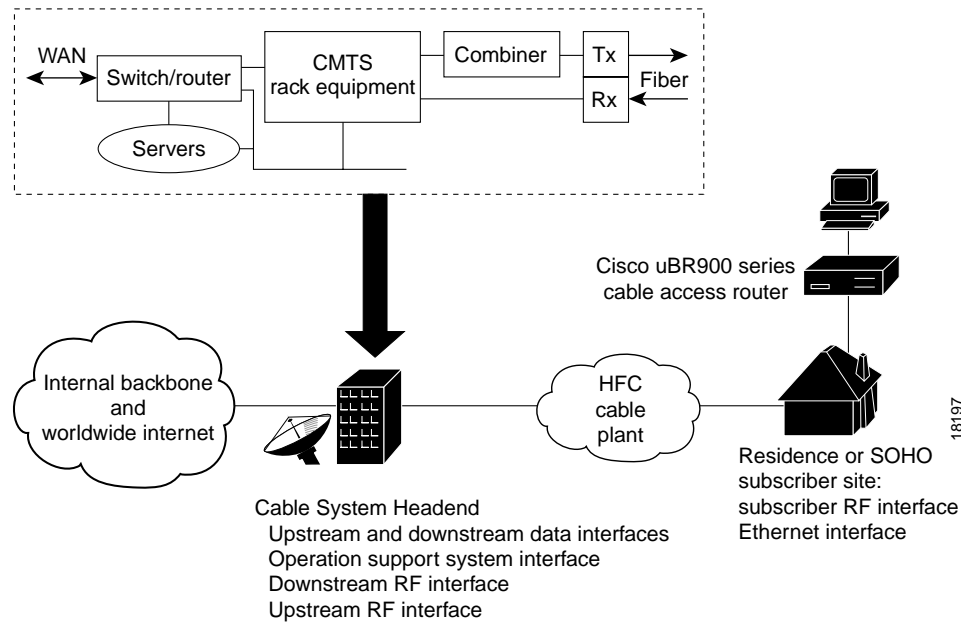 WAN
Switch/router
Servers
CMTS
rack equipment
Combiner
Tx
Fiber
Rx
Cisco uBR900 series
cable access router
Internal backbone
and
worldwide internet
HFC
cable
plant
18197
Residence or SOHO
subscriber site:
subscriber RF interface
Ethernet interface
Cable System Headend
Upstream and downstream data interfaces
Operation support system interface
Downstream RF interface
Upstream RF interface